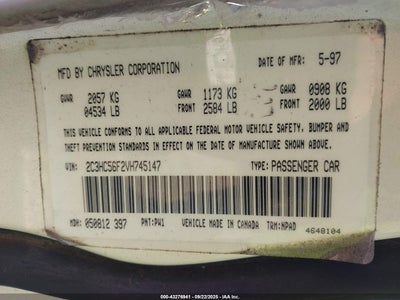 MFD BY CHRYSLER CORPORATION DATE OF MFR: 5-97
GVWR 2057 KG GAWR 1173 KG GAWR 0908 KG
04534 LB FRONT 2584 LB FRONT 2000 LB
THIS VEHICLE CONFORMS TO ALL APPLICABLE FEDERAL MOTOR VEHICLE SAFETY, BUMPER AND
THEFT PREVENTION STANDARDS IN EFFECT ON THE DATE OF MANUFACTURE SHOWN ABOVE.
VIN: 2C3HC56F2VH745147 TYPE: PASSENGER CAR
MDH: 050812 397 PNT: PW1 VEHICLE MADE IN CANADA TRM: NPAD
4648104
000-43276941 - 09/22/2025 - IAA, Inc.